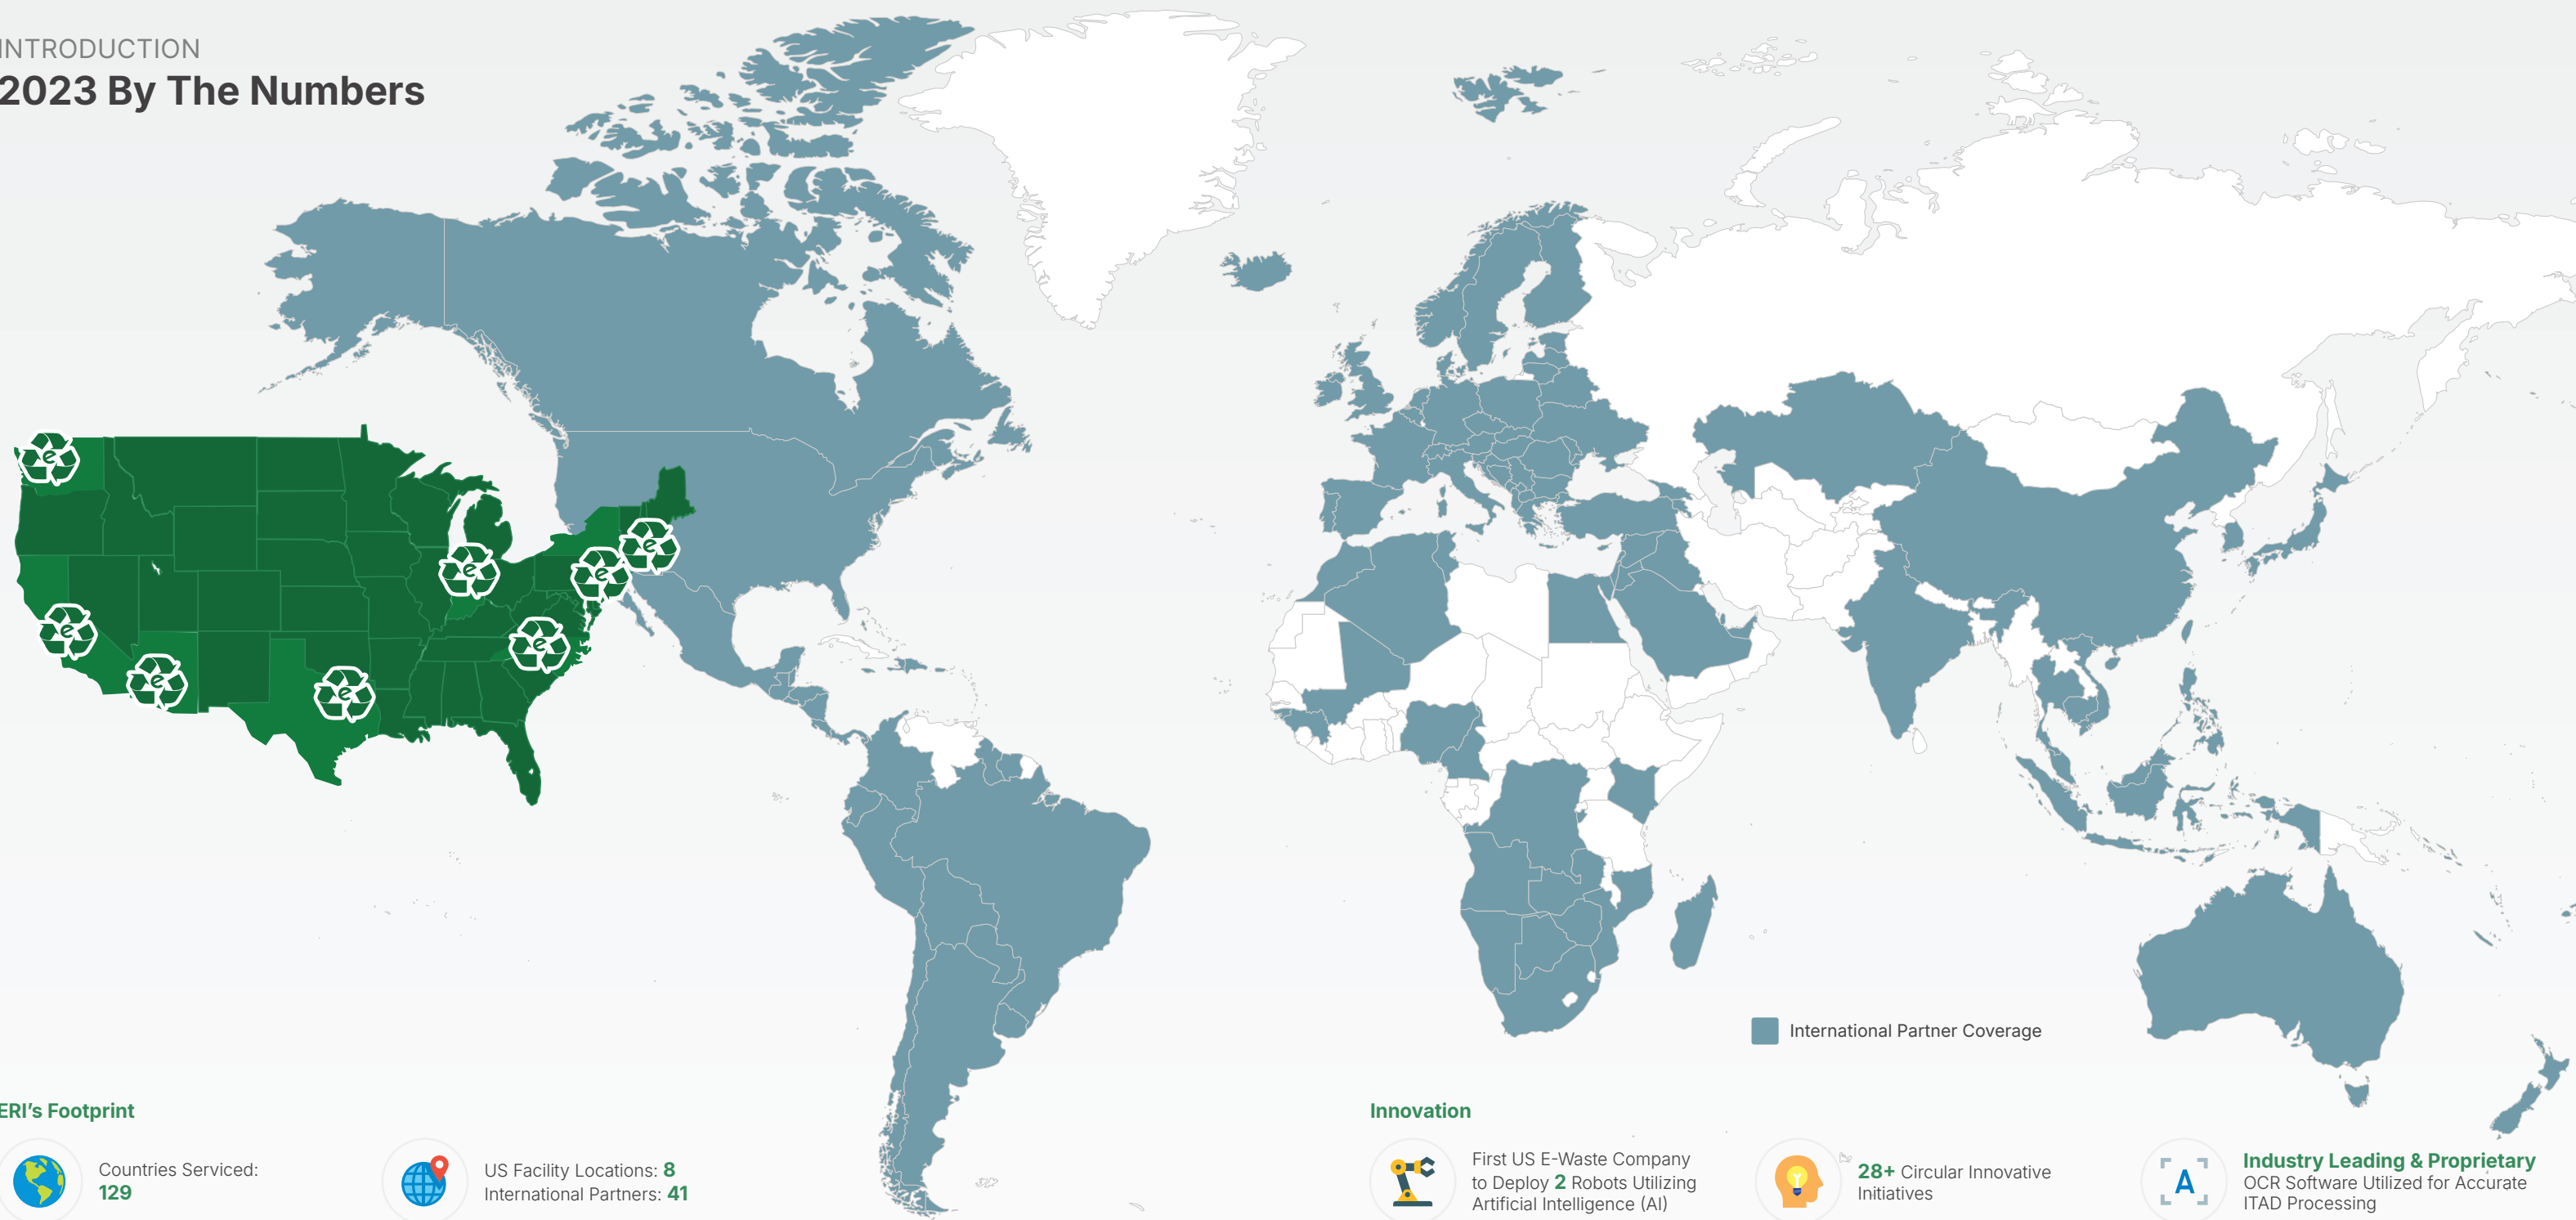 INTRODUCTION
2023 By The Numbers
e
e
e
e
e
e
e
e
International Partner Coverage
ERI's Footprint
Countries Serviced:
129
US Facility Locations: 8
International Partners: 41
Innovation
First US E-Waste Company
to Deploy 2 Robots Utilizing
Artificial Intelligence (AI)
28+ Circular Innovative
Initiatives
A
Industry Leading & Proprietary
OCR Software Utilized for Accurate
ITAD Processing